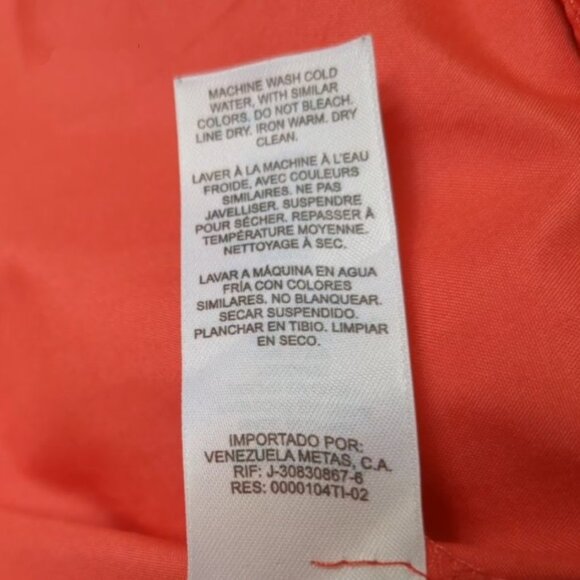 MACHINE WASH COLD
WATER, WITH SIMILAR
COLORS, DO NOT BLEACH.
LINE DRY. IRON WARM. DRY
CLEAN.
LAVER À LA MACHINE À L'EAU
FROIDE, AVEC COULEURS
SIMILAIRES. NE PAS
JAVELLISER. SUSPENDRE
POUR SÉCHER. REPASSER À
TEMPÉRATURE MOYENNE.
NETTOYAGE À SEC.
LAVAR A MÁQUINA EN AGUA
FRÍA CON COLORES
SIMILARES. NO BLANQUEAR.
SECAR SUSPENDIDO.
PLANCHAR EN TIBIO. LIMPIAR
EN SECO.
IMPORTADO POR:
VENEZUELA METAS, C.A.
RIF: J-30830867-6
RES: 0000104TI-02